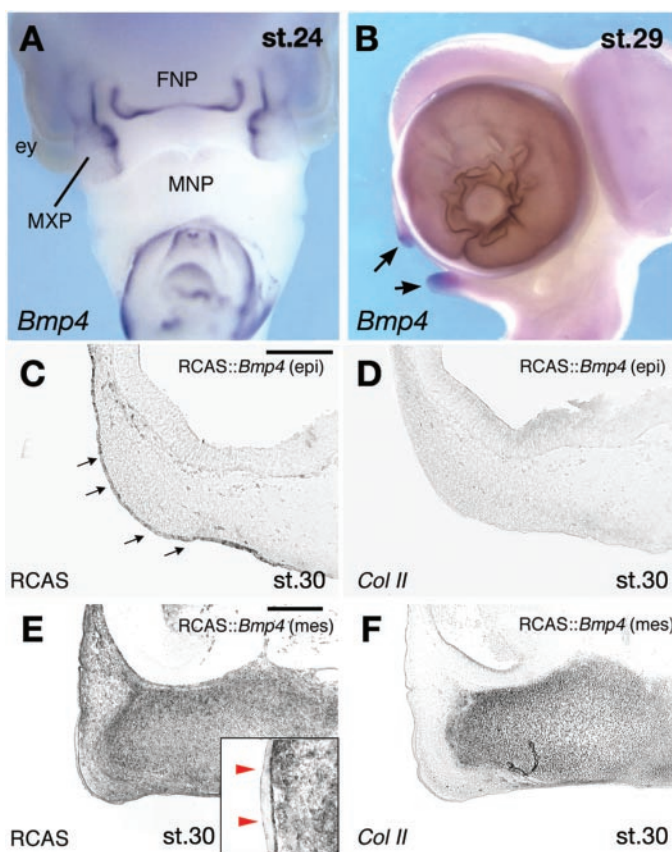 A st.24
FNP
ey
MXP
MNP
Bmp4
B st.29
Bmp4
C RCAS::Bmp4 (epi)
RCAS st.30
D RCAS::Bmp4 (epi)
Col II st.30
E RCAS::Bmp4 (mes)
RCAS st.30
F RCAS::Bmp4 (mes)
Col II st.30